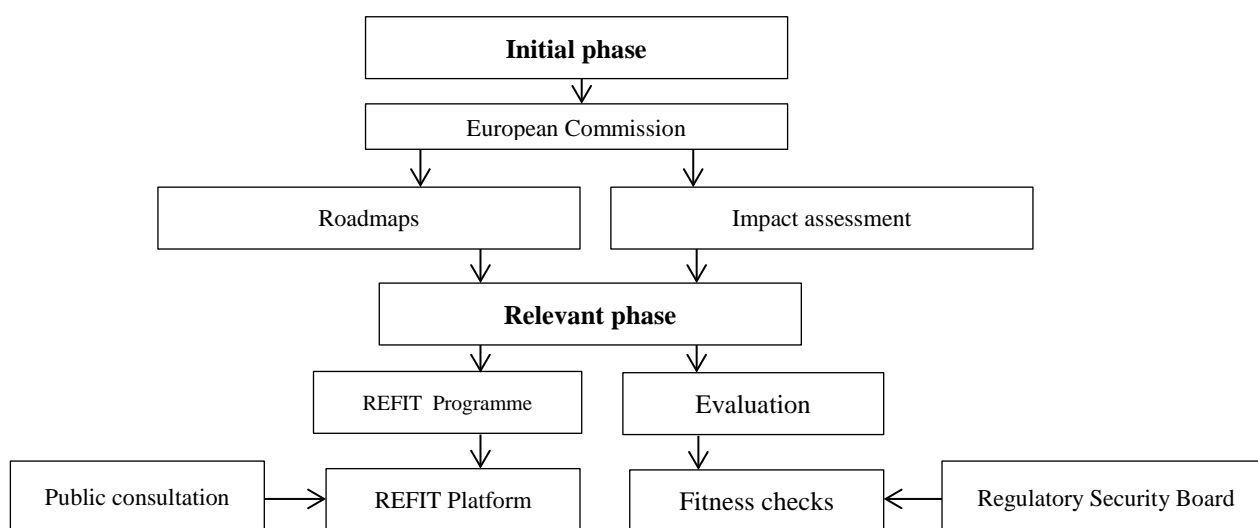 Initial phase
European Commission
Roadmaps
Impact assessment
Relevant phase
REFIT Programme
Evaluation
Public consultation
REFIT Platform
Fitness checks
Regulatory Security Board